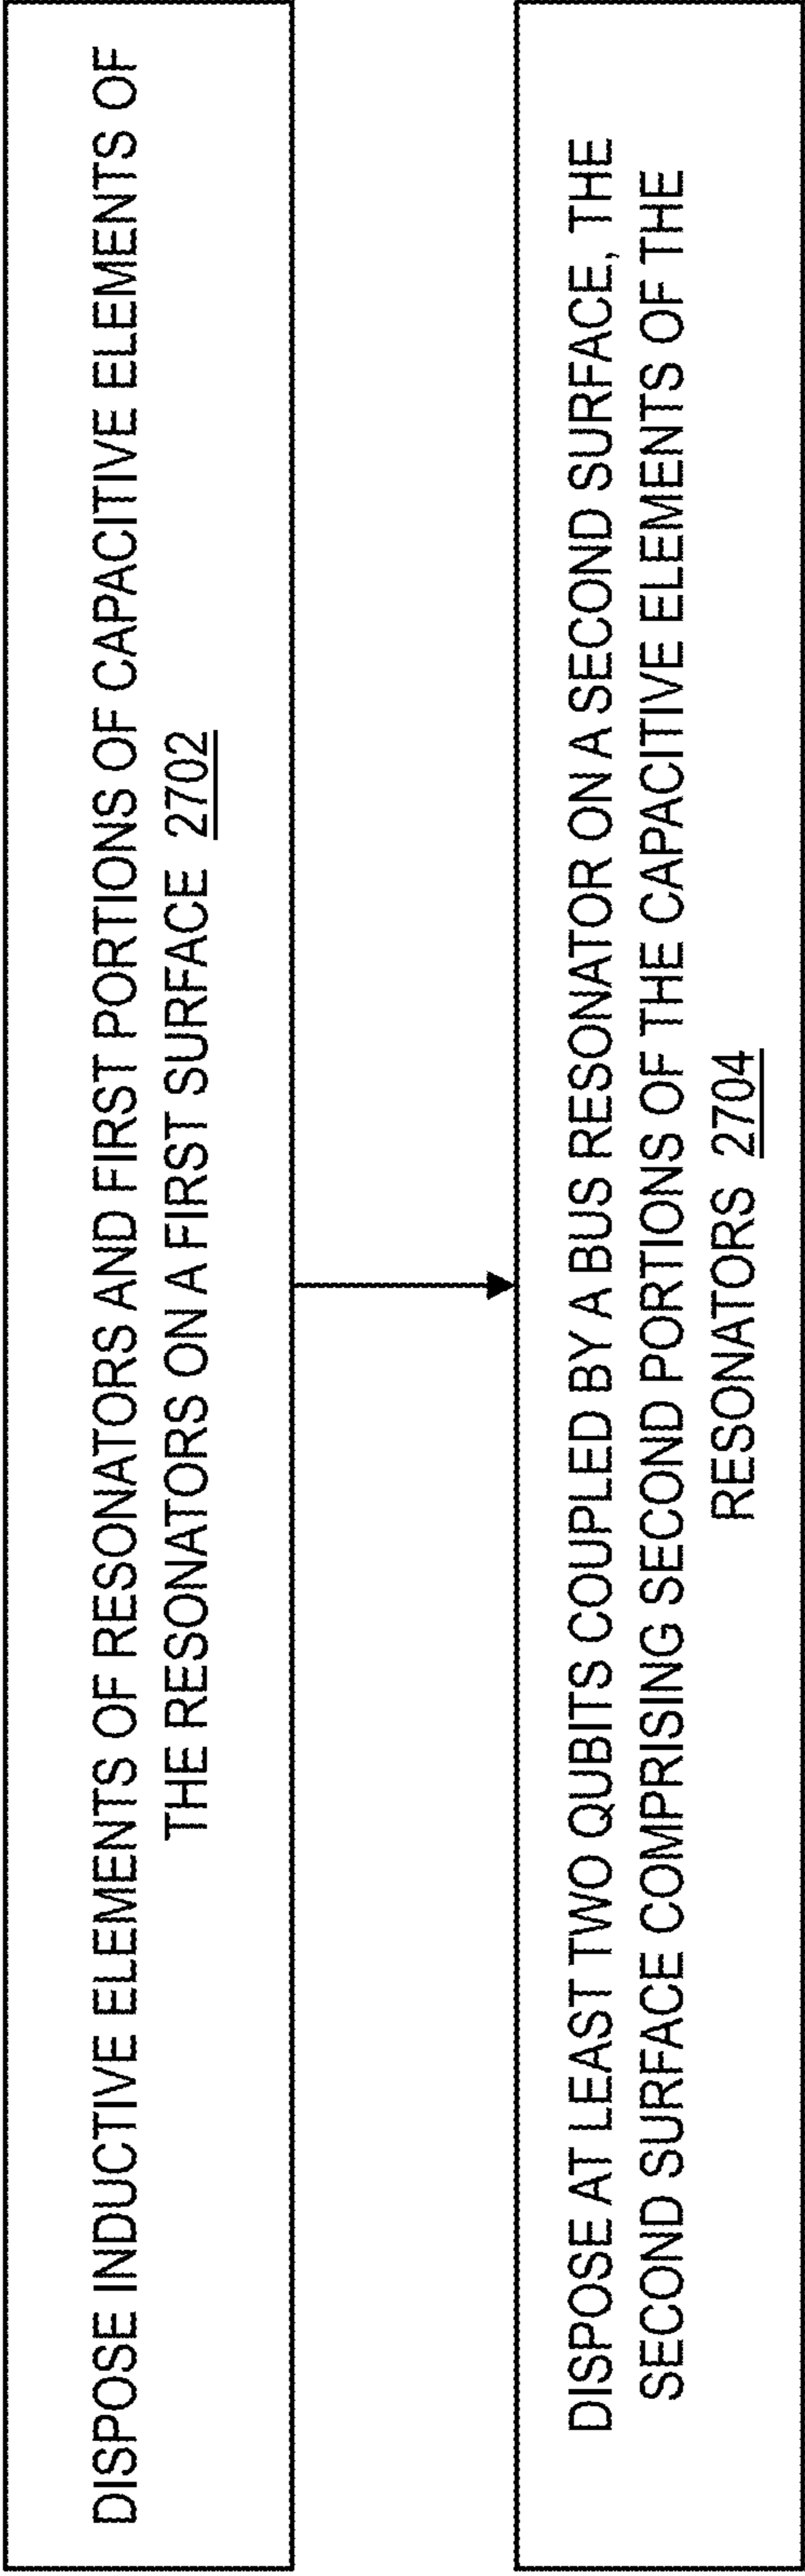 DISPOSE INDUCTIVE ELEMENTS OF RESONATORS AND FIRST PORTIONS OF CAPACITIVE ELEMENTS OF
THE RESONATORS ON A FIRST SURFACE 2702
DISPOSE AT LEAST TWO QUBITS COUPLED BY A BUS RESONATOR ON A SECOND SURFACE, THE
SECOND SURFACE COMPRISING SECOND PORTIONS OF THE CAPACITIVE ELEMENTS OF THE
RESONATORS 2704